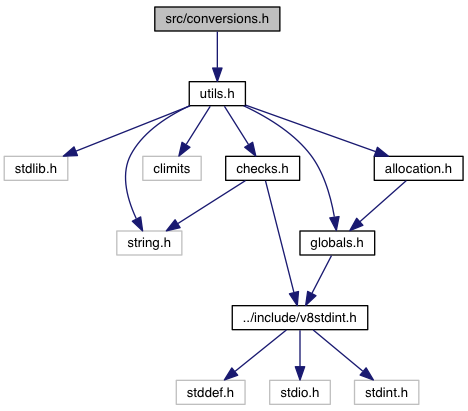 src/conversions.h
utils.h
stdlib.h
climits
checks.h
allocation.h
string.h
globals.h
../include/v8stdint.h
stddef.h
stdio.h
stdint.h